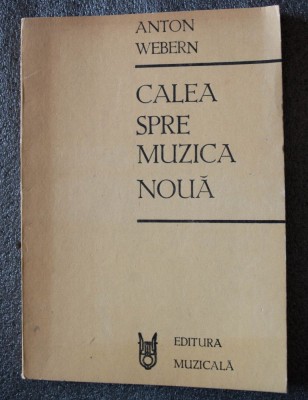 ANTON
WEBERN
CALEA
SPRE
MUZICA
NOUĂ
EDITURA
MUZICALĂ